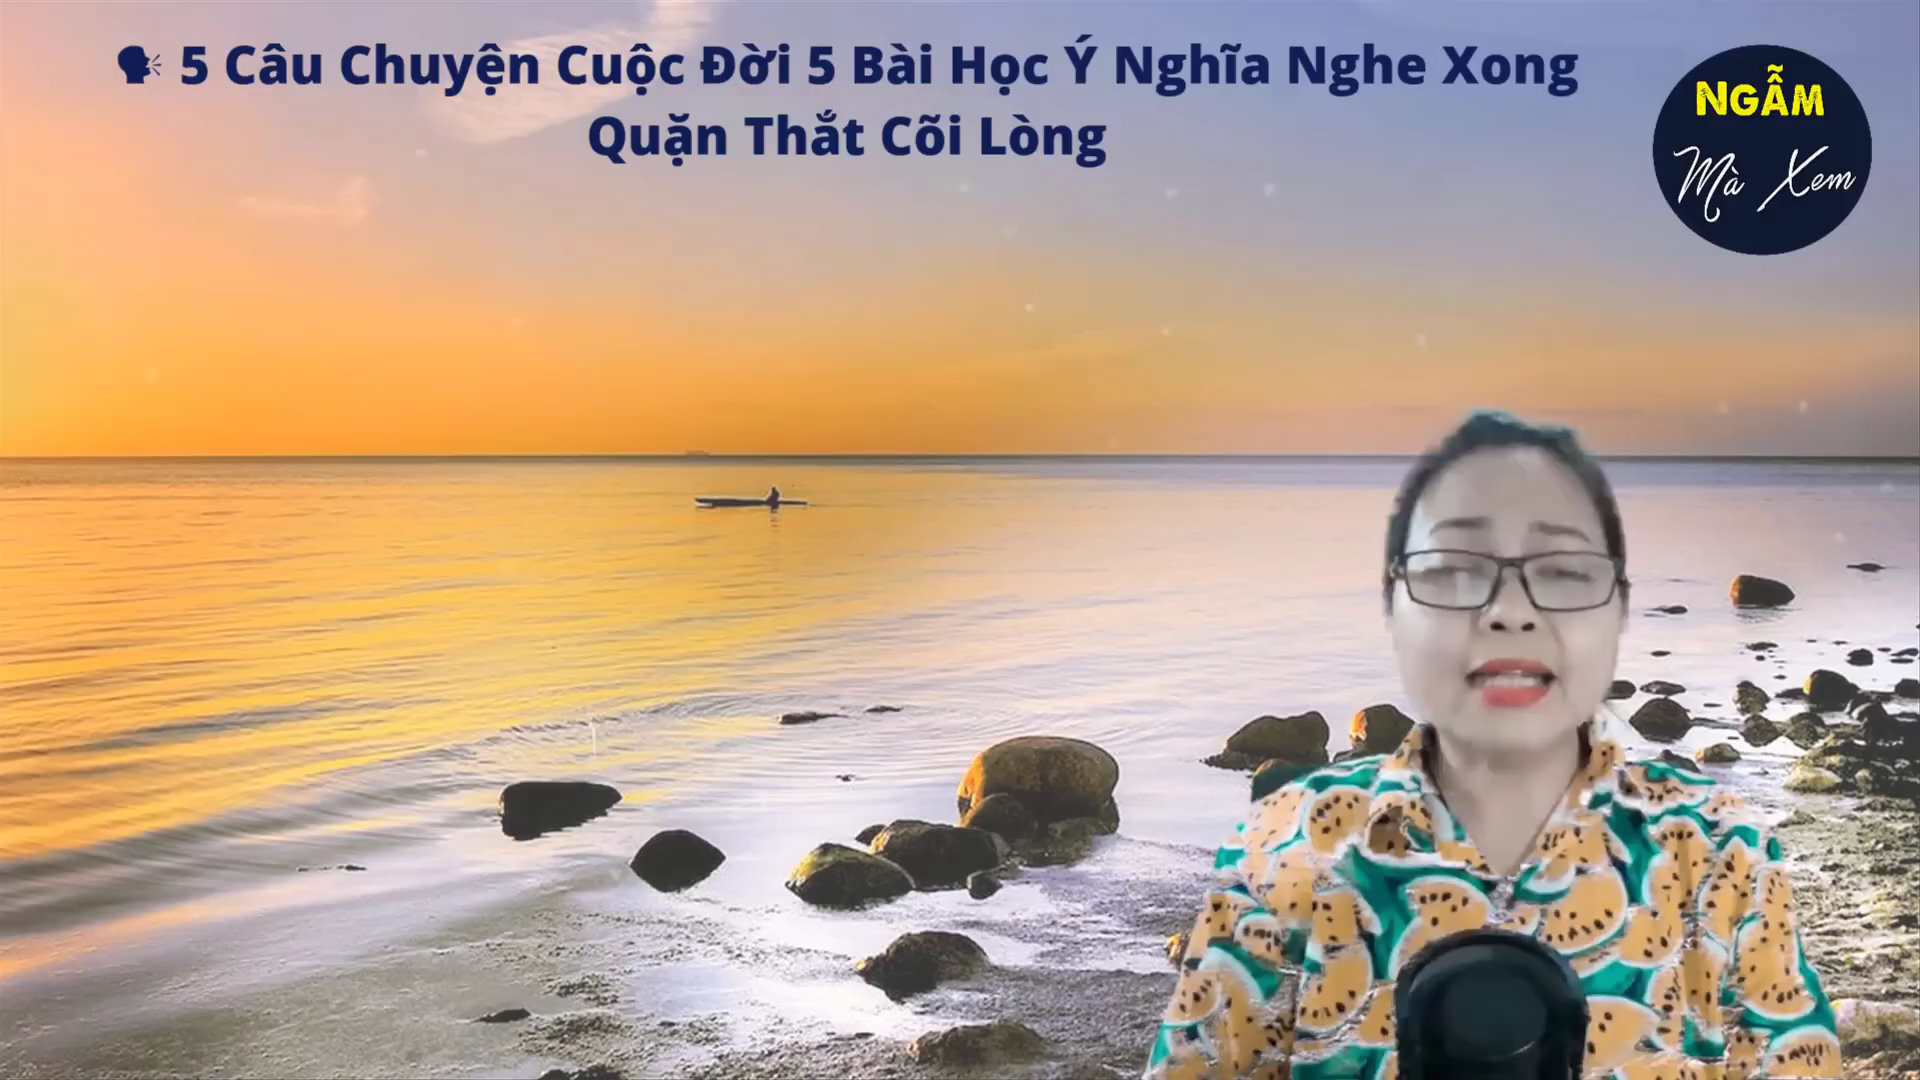 🗣 5 Câu Chuyện Cuộc Đời 5 Bài Học Ý Nghĩa Nghe Xong
Quặn Thắt Cõi Lòng
NGẪM
Mà Xem